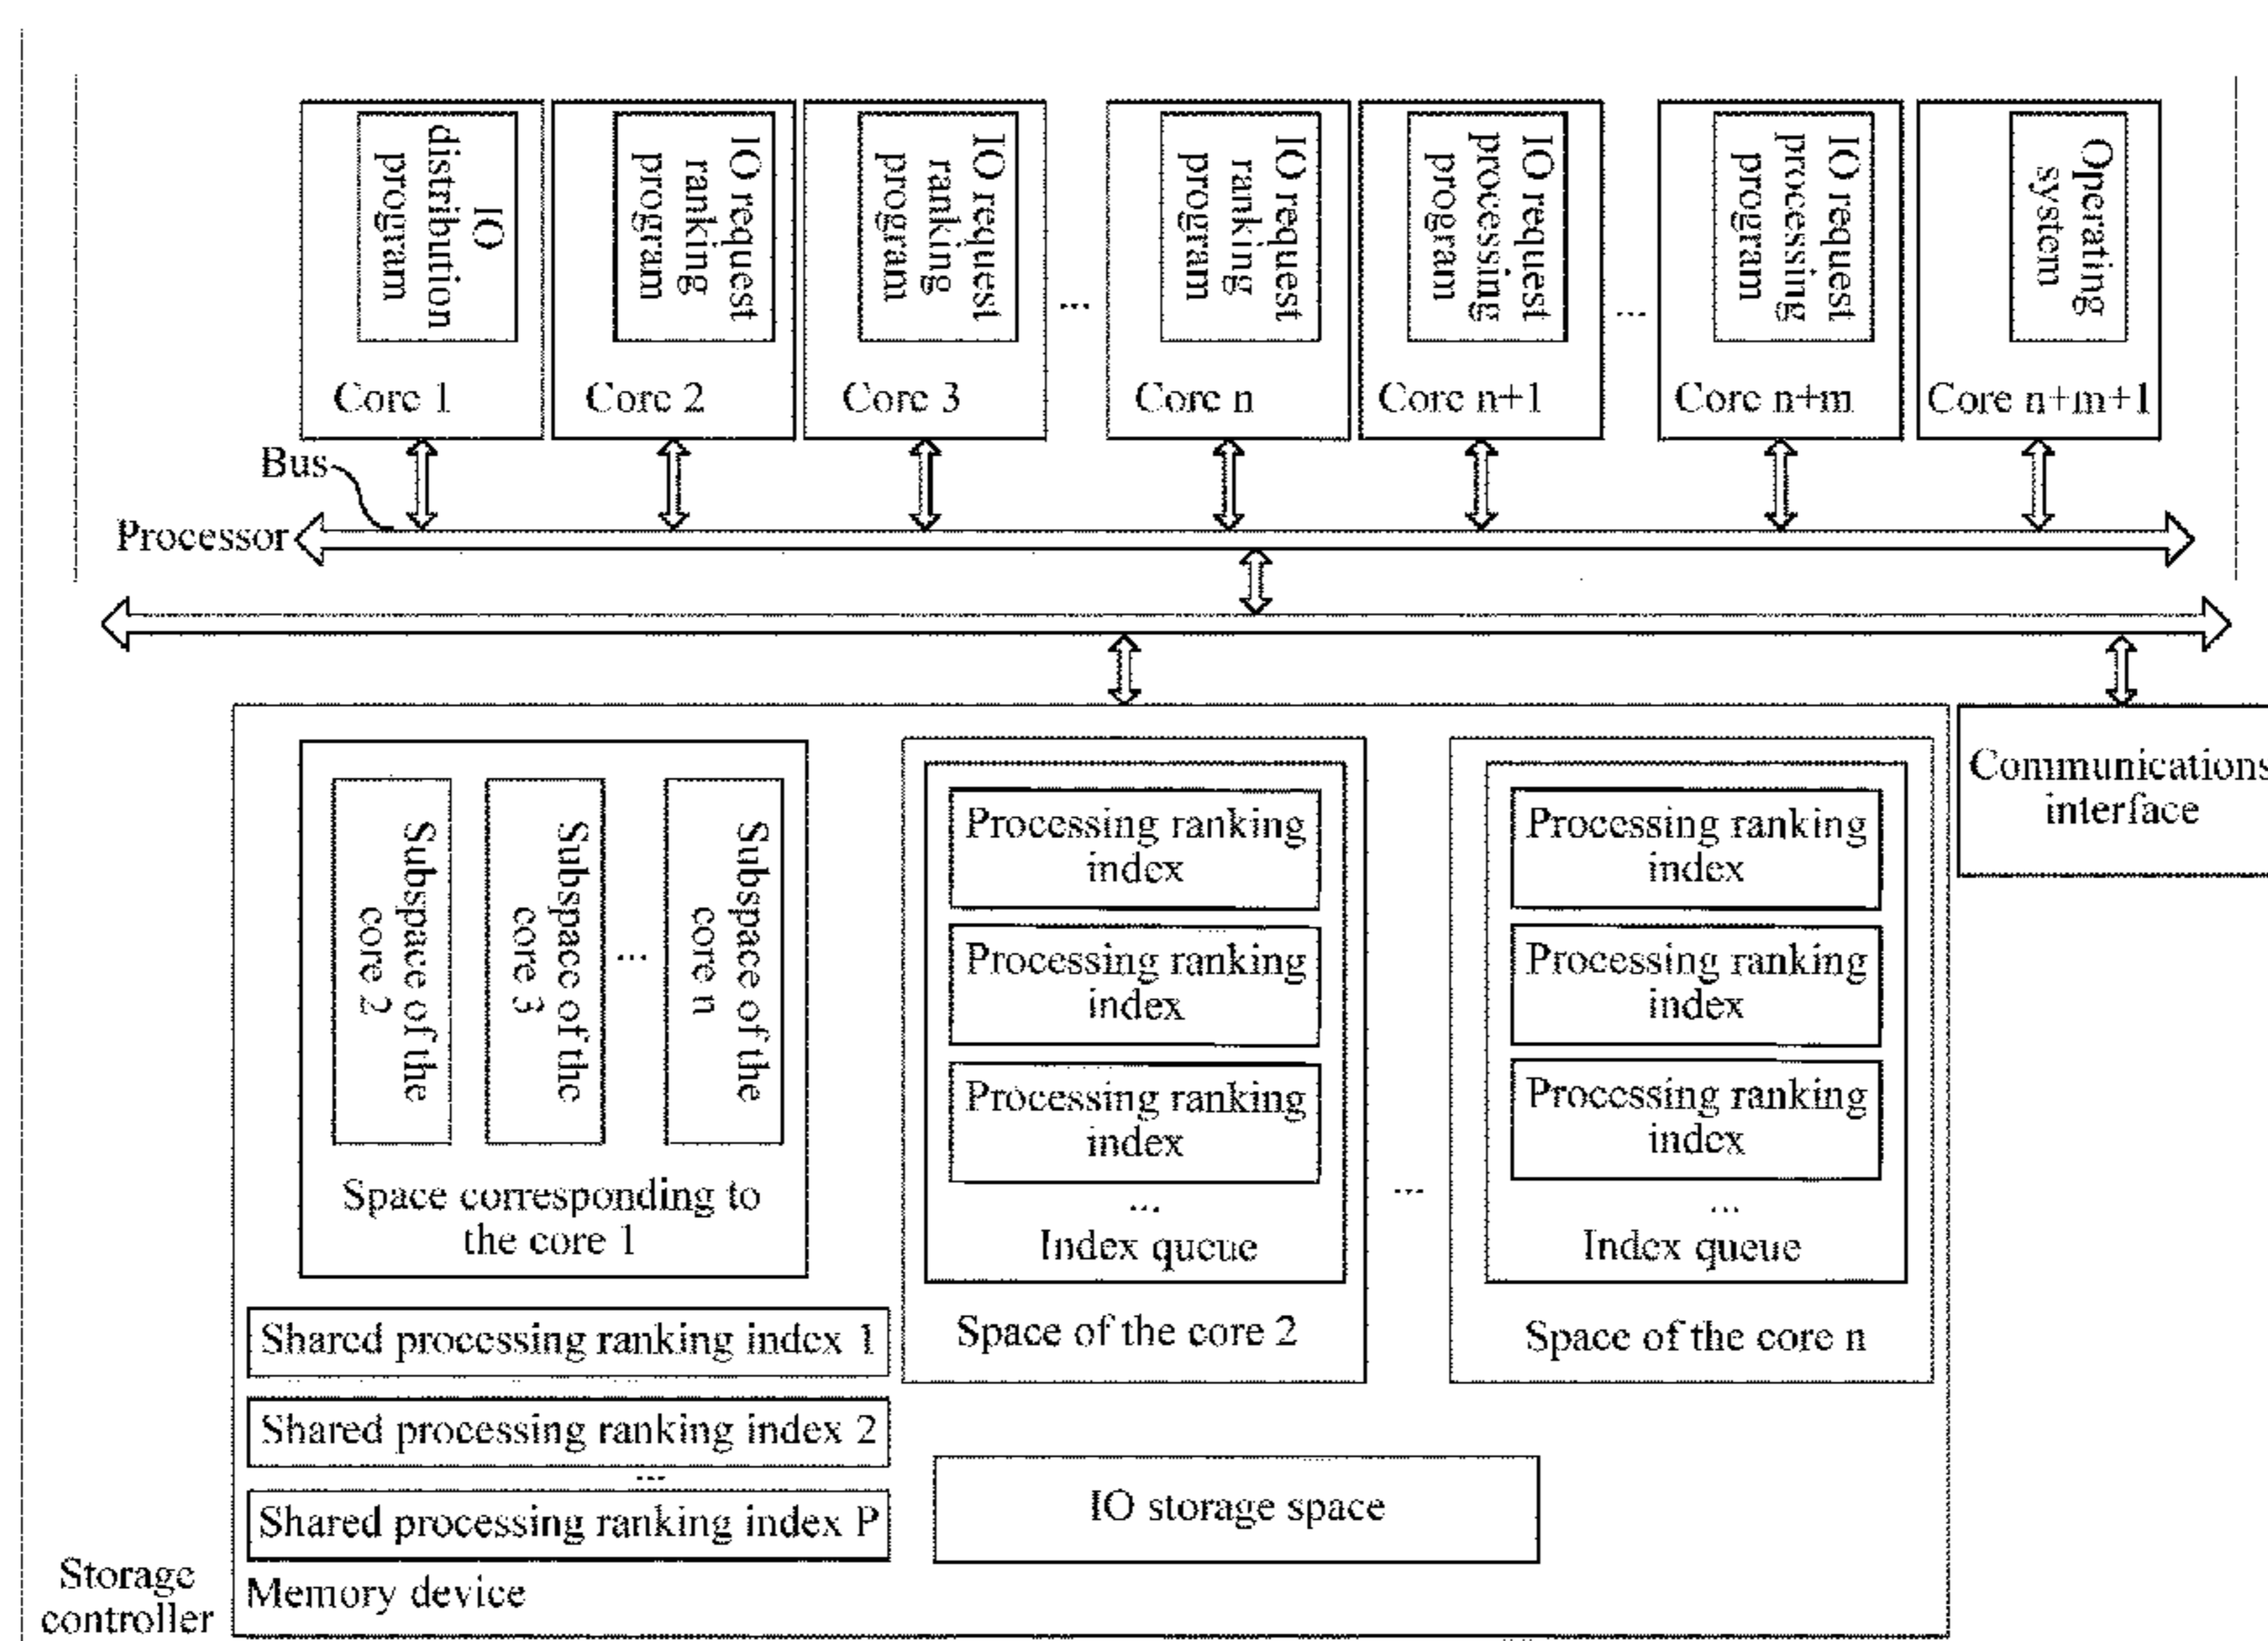 IO
distribution
program
Core 1
IO request
ranking
program
Core 2
IO request
ranking
program
Core 3
...
IO request
ranking
program
Core n
IO request
processing
program
Core n+1
...
IO request
processing
program
Core n+m
Operating
system
Core n+m+1
Bus
Processor
Subspace of the
core 2
Subspace of the
core 3
...
Subspace of the
core n
Space corresponding to
the core 1
Processing ranking
index
Processing ranking
index
Processing ranking
index
...
Index queue
Space of the core 2
...
Processing ranking
index
Processing ranking
index
Processing ranking
index
...
Index queue
Space of the core n
Communications
interface
Shared processing ranking index 1
Shared processing ranking index 2
...
Shared processing ranking index P
IO storage space
Memory device
Storage
controller